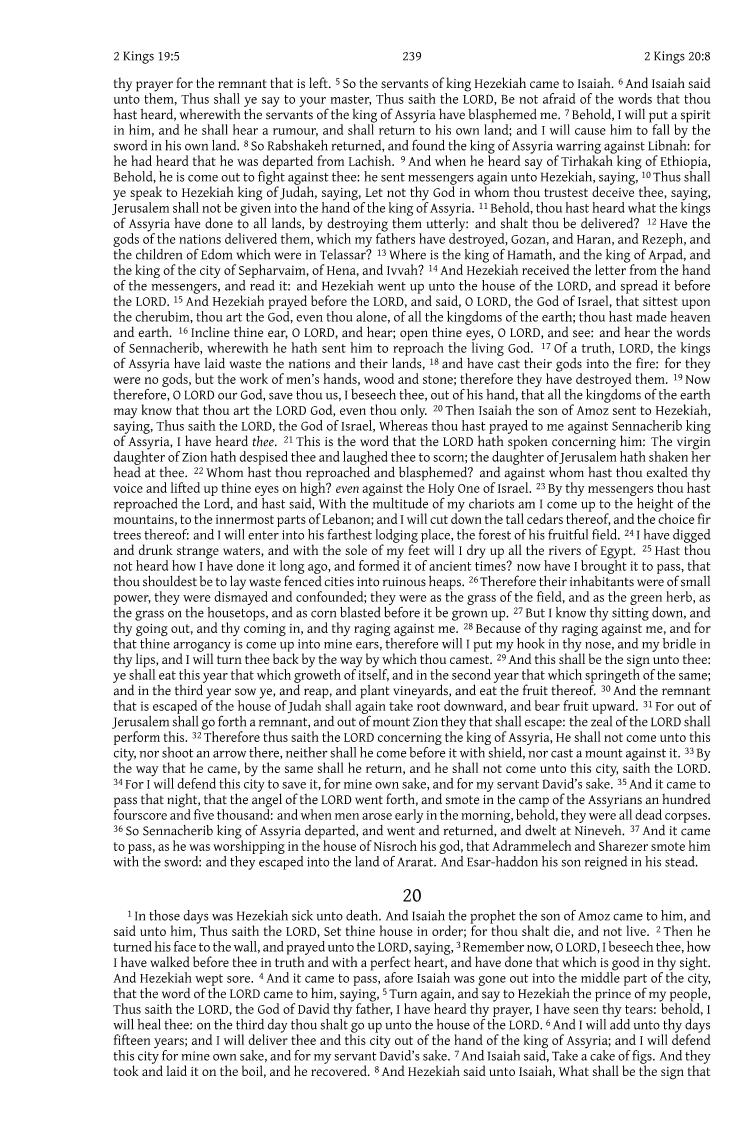 2 Kings 19:5 239 2 Kings 20:8
thy prayer for the remnant that is left. 5 So the servants of king Hezekiah came to Isaiah. 6 And Isaiah said
unto them, Thus shall ye say to your master, Thus saith the LORD, Be not afraid of the words that thou
hast heard, wherewith the servants of the king of Assyria have blasphemed me. 7 Behold, I will put a spirit
in him, and he shall hear a rumour, and shall return to his own land; and I will cause him to fall by the
sword in his own land. 8 So Rabshakeh returned, and found the king of Assyria warring against Libnah: for
he had heard that he was departed from Lachish. 9 And when he heard say of Tirhakah king of Ethiopia,
Behold, he is come out to fight against thee: he sent messengers again unto Hezekiah, saying, 10 Thus shall
ye speak to Hezekiah king of Judah, saying, Let not thy God in whom thou trustest deceive thee, saying,
Jerusalem shall not be given into the hand of the king of Assyria. 11 Behold, thou hast heard what the kings
of Assyria have done to all lands, by destroying them utterly: and shalt thou be delivered? 12 Have the
gods of the nations delivered them, which my fathers have destroyed, Gozan, and Haran, and Rezeph, and
the children of Edom which were in Telassar? 13 Where is the king of Hamath, and the king of Arpad, and
the king of the city of Sepharvaim, of Hena, and Ivvah? 14 And Hezekiah received the letter from the hand
of the messengers, and read it: and Hezekiah went up unto the house of the LORD, and spread it before
the LORD. 15 And Hezekiah prayed before the LORD, and said, O LORD, the God of Israel, that sittest upon
the cherubim, thou art the God, even thou alone, of all the kingdoms of the earth; thou hast made heaven
and earth. 16 Incline thine ear, O LORD, and hear; open thine eyes, O LORD, and see: and hear the words
of Sennacherib, wherewith he hath sent him to reproach the living God. 17 Of a truth, LORD, the kings
of Assyria have laid waste the nations and their lands, 18 and have cast their gods into the fire: for they
were no gods, but the work of men's hands, wood and stone; therefore they have destroyed them. 19 Now
therefore, O LORD our God, save thou us, I beseech thee, out of his hand, that all the kingdoms of the earth
may know that thou art the LORD God, even thou only. 20 Then Isaiah the son of Amoz sent to Hezekiah,
saying, Thus saith the LORD, the God of Israel, Whereas thou hast prayed to me against Sennacherib king
of Assyria, I have heard thee. 21 This is the word that the LORD hath spoken concerning him: The virgin
daughter of Zion hath despised thee and laughed thee to scorn; the daughter of Jerusalem hath shaken her
head at thee. 22 Whom hast thou reproached and blasphemed? and against whom hast thou exalted thy
voice and lifted up thine eyes on high? even against the Holy One of Israel. 23 By thy messengers thou hast
reproached the Lord, and hast said, With the multitude of my chariots am I come up to the height of the
mountains, to the innermost parts of Lebanon; and I will cut down the tall cedars thereof, and the choice fir
trees thereof: and I will enter into his farthest lodging place, the forest of his fruitful field. 24 I have digged
and drunk strange waters, and with the sole of my feet will I dry up all the rivers of Egypt. 25 Hast thou
not heard how I have done it long ago, and formed it of ancient times? now have I brought it to pass, that
thou shouldest be to lay waste fenced cities into ruinous heaps. 26 Therefore their inhabitants were of small
power, they were dismayed and confounded; they were as the grass of the field, and as the green herb, as
the grass on the housetops, and as corn blasted before it be grown up. 27 But I know thy sitting down, and
thy going out, and thy coming in, and thy raging against me. 28 Because of thy raging against me, and for
that thine arrogancy is come up into mine ears, therefore will I put my hook in thy nose, and my bridle in
thy lips, and I will turn thee back by the way by which thou camest. 29 And this shall be the sign unto thee:
ye shall eat this year that which groweth of itself, and in the second year that which springeth of the same;
and in the third year sow ye, and reap, and plant vineyards, and eat the fruit thereof. 30 And the remnant
that is escaped of the house of Judah shall again take root downward, and bear fruit upward. 31 For out of
Jerusalem shall go forth a remnant, and out of mount Zion they that shall escape: the zeal of the LORD shall
perform this. 32 Therefore thus saith the LORD concerning the king of Assyria, He shall not come unto this
city, nor shoot an arrow there, neither shall he come before it with shield, nor cast a mount against it. 33 By
the way that he came, by the same shall he return, and he shall not come unto this city, saith the LORD.
34 For I will defend this city to save it, for mine own sake, and for my servant David's sake. 35 And it came to
pass that night, that the angel of the LORD went forth, and smote in the camp of the Assyrians an hundred
fourscore and five thousand: and when men arose early in the morning, behold, they were all dead corpses.
36 So Sennacherib king of Assyria departed, and went and returned, and dwelt at Nineveh. 37 And it came
to pass, as he was worshipping in the house of Nisroch his god, that Adrammelech and Sharezer smote him
with the sword: and they escaped into the land of Ararat. And Esar-haddon his son reigned in his stead.
20
1 In those days was Hezekiah sick unto death. And Isaiah the prophet the son of Amoz came to him, and
said unto him, Thus saith the LORD, Set thine house in order; for thou shalt die, and not live. 2 Then he
turned his face to the wall, and prayed unto the LORD, saying, 3 Remember now, O LORD, I beseech thee, how
I have walked before thee in truth and with a perfect heart, and have done that which is good in thy sight.
And Hezekiah wept sore. 4 And it came to pass, afore Isaiah was gone out into the middle part of the city,
that the word of the LORD came to him, saying, 5 Turn again, and say to Hezekiah the prince of my people,
Thus saith the LORD, the God of David thy father, I have heard thy prayer, I have seen thy tears: behold, I
will heal thee: on the third day thou shalt go up unto the house of the LORD. 6 And I will add unto thy days
fifteen years; and I will deliver thee and this city out of the hand of the king of Assyria; and I will defend
this city for mine own sake, and for my servant David's sake. 7 And Isaiah said, Take a cake of figs. And they
took and laid it on the boil, and he recovered. 8 And Hezekiah said unto Isaiah, What shall be the sign that